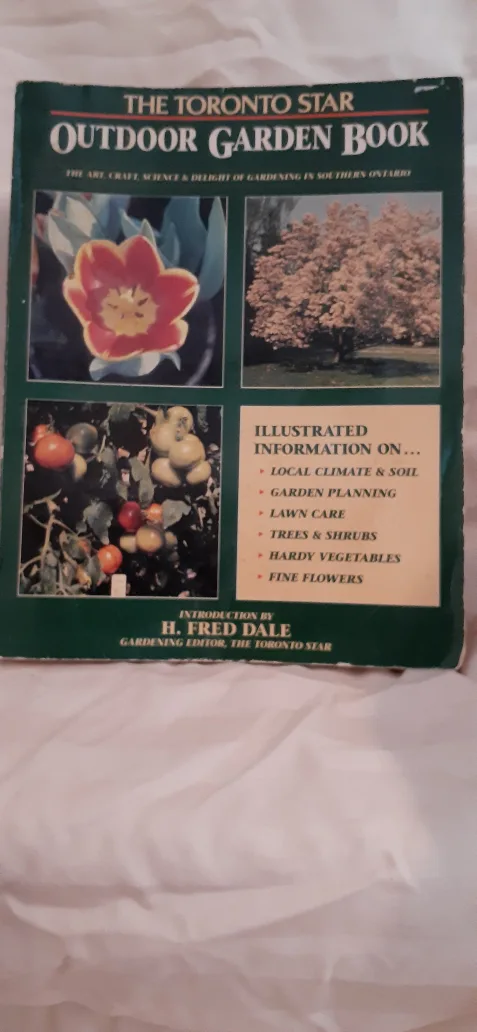 THE TORONTO STAR
OUTDOOR GARDEN BOOK
THE ART, CRAFT, SCIENCE & DELIGHT OF GARDENING IN SOUTHERN ONTARIO
ILLUSTRATED
INFORMATION ON...
▸ LOCAL CLIMATE & SOIL
▸ GARDEN PLANNING
▸ LAWN CARE
▸ TREES & SHRUBS
▸ HARDY VEGETABLES
▸ FINE FLOWERS
INTRODUCTION BY
H. FRED DALE
GARDENING EDITOR, THE TORONTO STAR